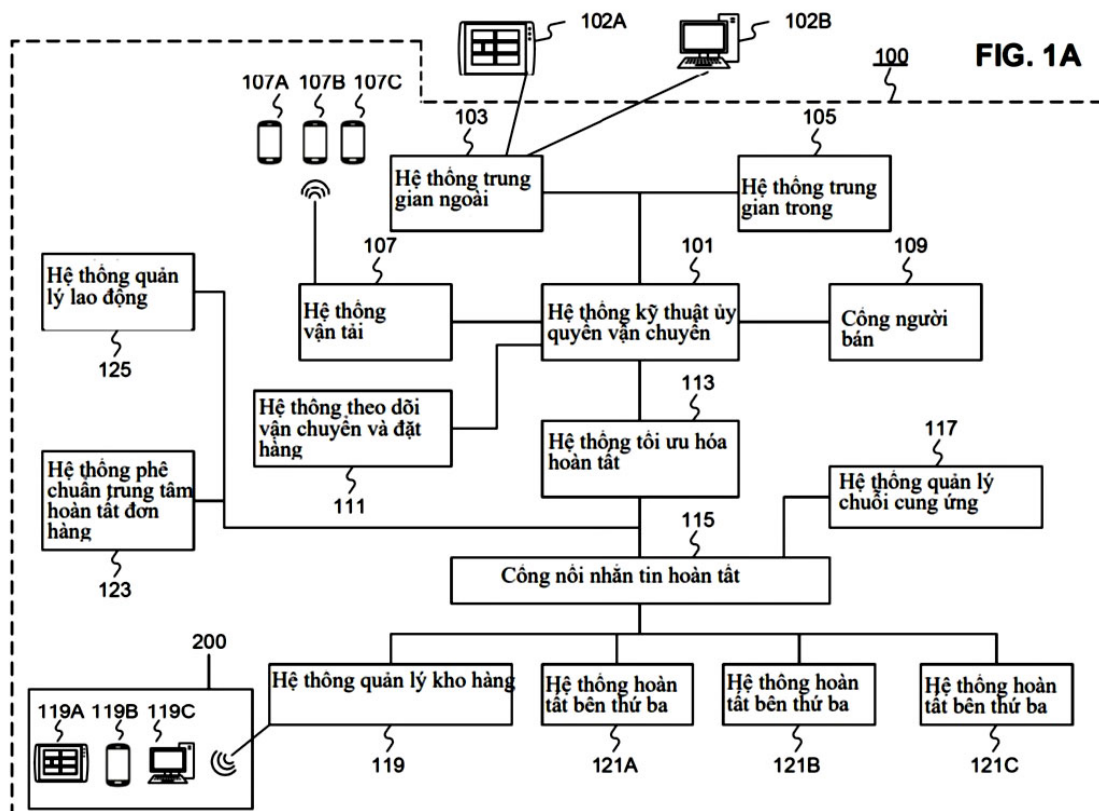 102A
102B
FIG. 1A
100
107A 107B 107C
103
105
Hệ thống trung
gian ngoài
Hệ thống trung
gian trong
107
101
109
Hệ thống quản
lý lao động
Hệ thống
vận tải
Hệ thống kỹ thuật ủy
quyền vận chuyển
Cổng người
bán
125
113
Hệ thông theo dõi
vận chuyển và đặt
hàng
Hệ thống tối ưu hóa
hoàn tất
117
Hệ thống phê
chuẩn trung tâm
hoàn tất đơn
hàng
111
Hệ thống quản lý
chuỗi cung ứng
115
123
Cổng nối nhắn tin hoàn tất
200
Hệ thông quản lý kho hàng
Hệ thống hoàn
tất bên thứ ba
Hệ thông hoàn
tất bên thứ ba
Hệ thống hoàn
tất bên thứ ba
119A 119B 119C
119
121A
121B
121C